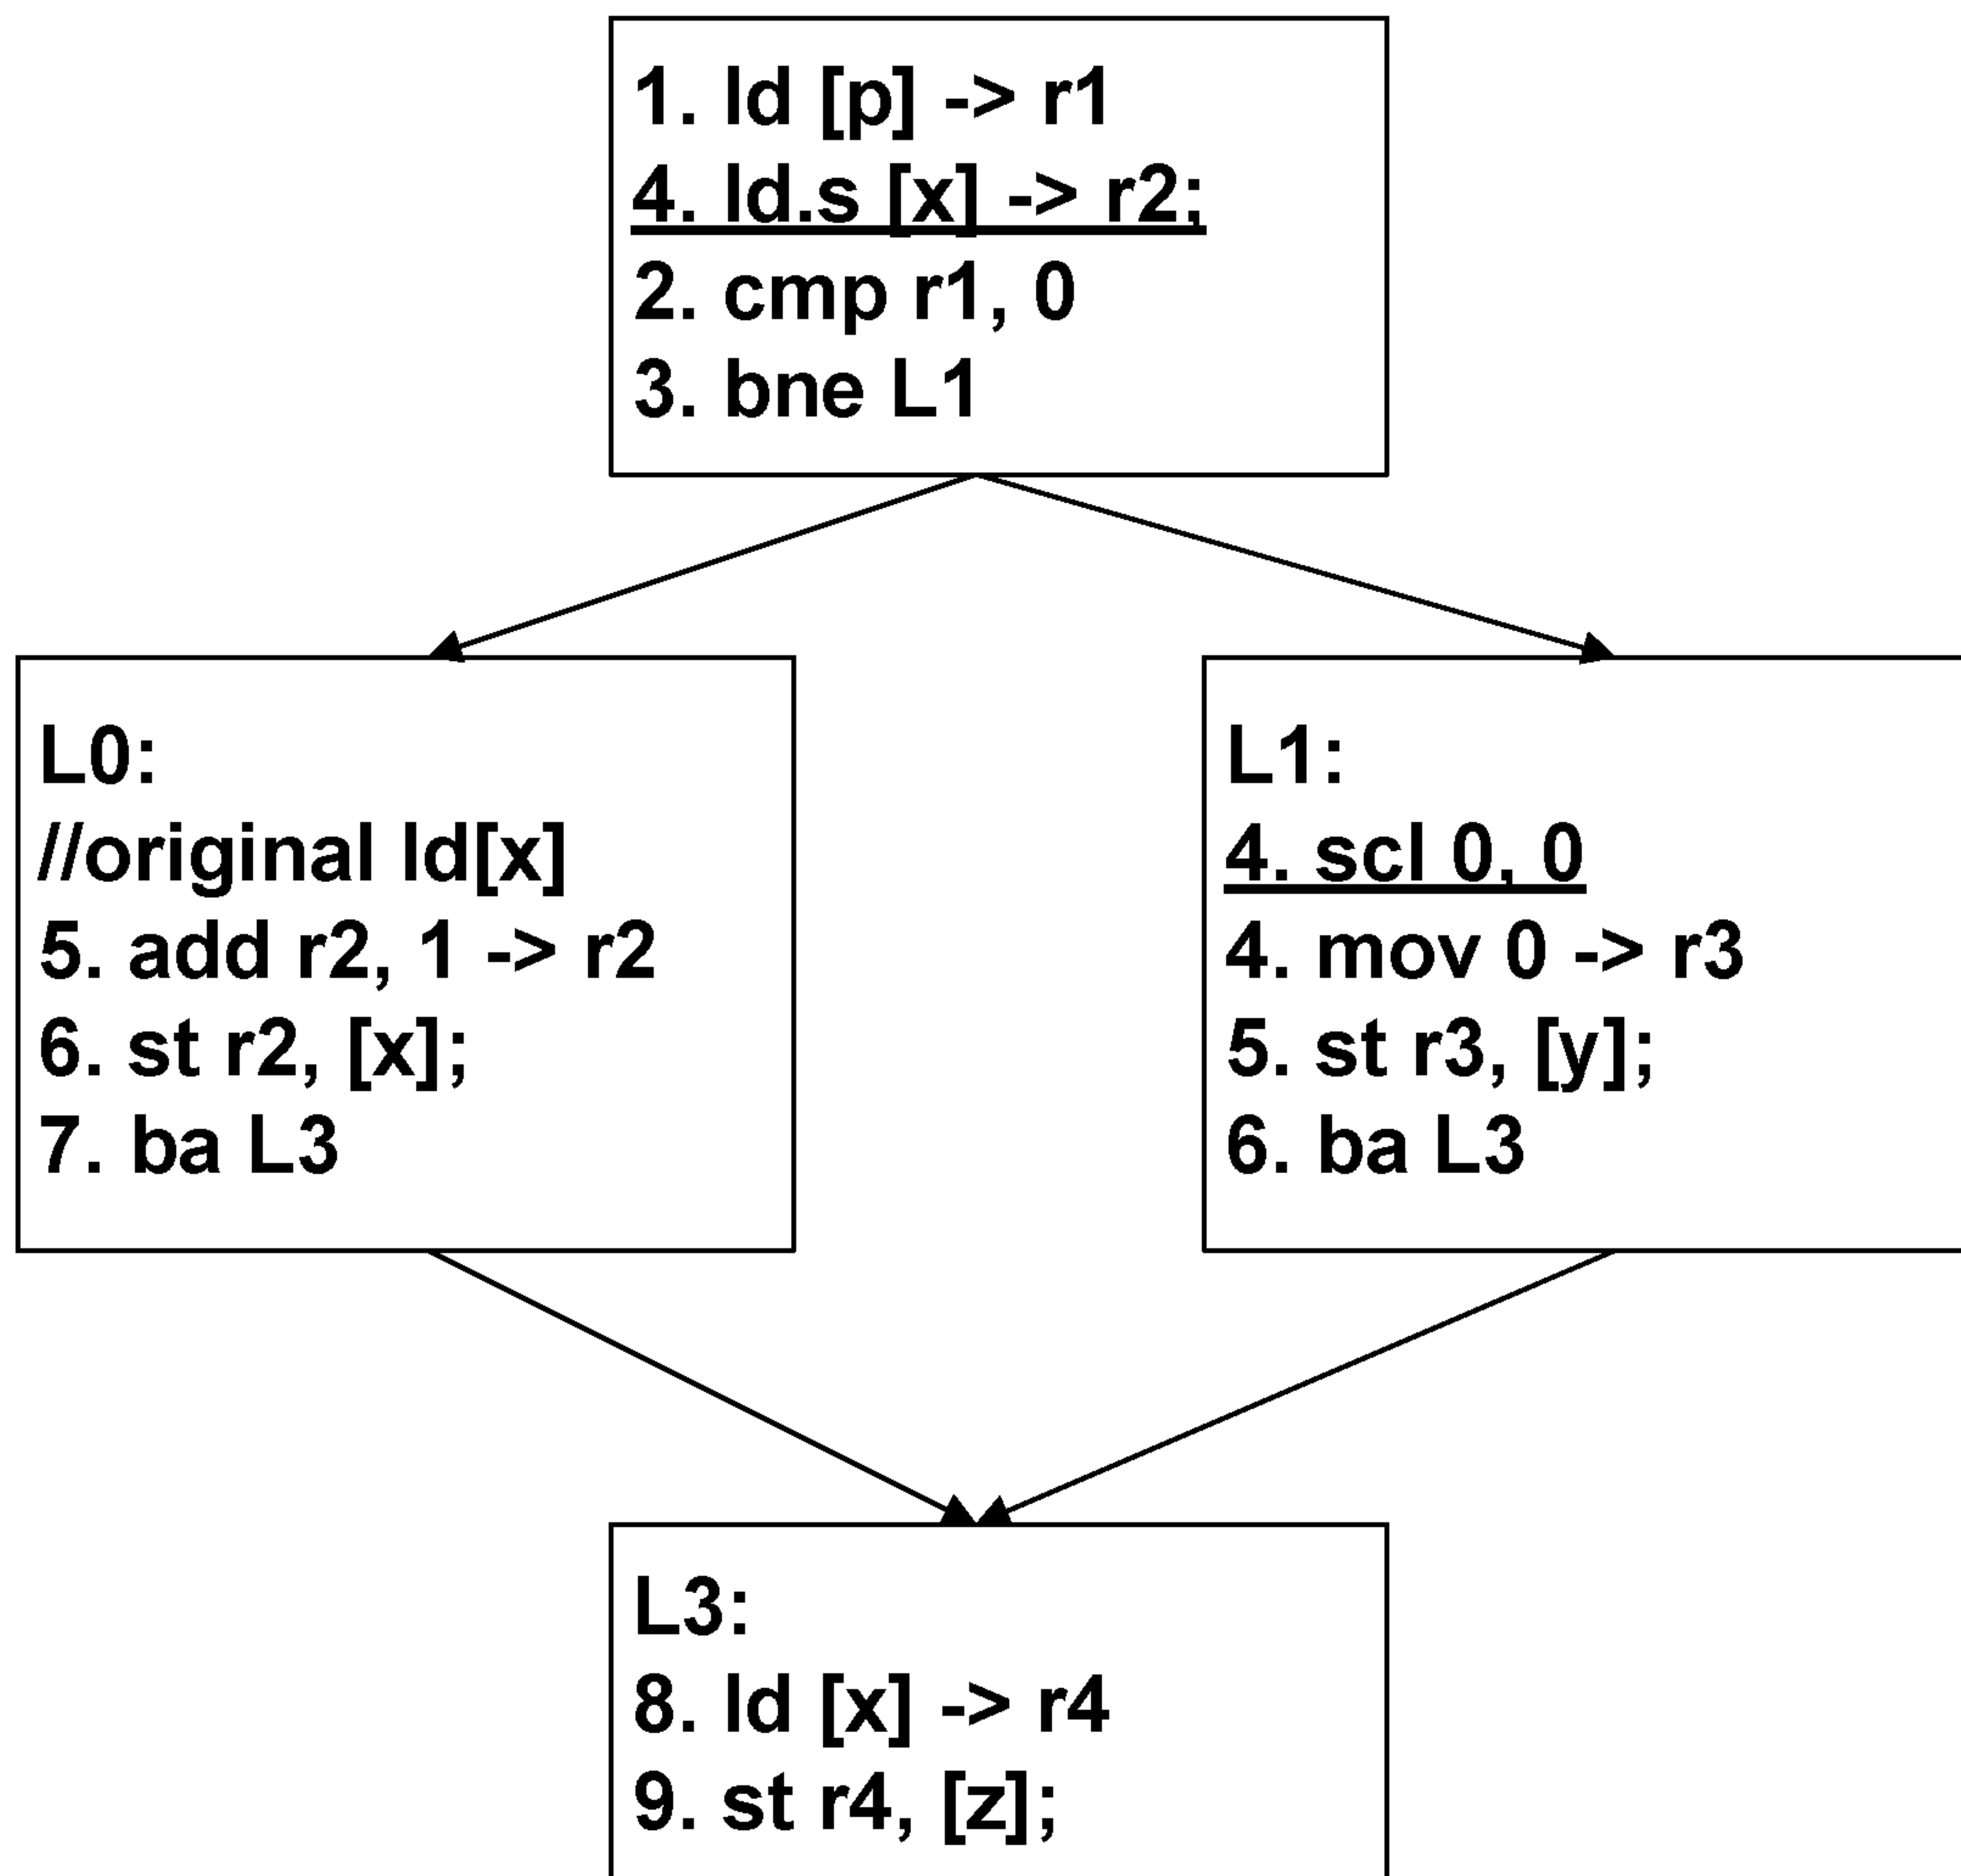 1. ld [p] -> r1
4. ld.s [x] -> r2;
2. cmp r1, 0
3. bne L1
L0:
//original ld[x]
5. add r2, 1 -> r2
6. st r2, [x];
7. ba L3
L1:
4. scl 0, 0
4. mov 0 -> r3
5. st r3, [y];
6. ba L3
L3:
8. ld [x] -> r4
9. st r4, [z];